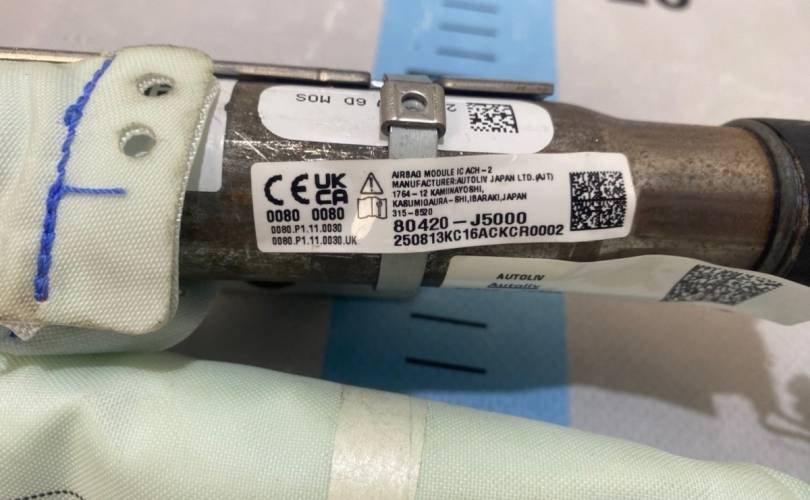 6D MOS
AIRBAG MODULE IC ACH-2
MANUFACTURER:AUTOLIV JAPAN LTD.(AJT)
1764-12 KAMIINAYOSHI,
KASUMIGAURA-SHI,IBARAKI,JAPAN
315-8520
CE UK CA
0080 0080
0080.P1.11.0030
0080.P1.11.0030.UK
80420-J5000
250813KC16ACKCR0002
AUTOLIV
Autoliv